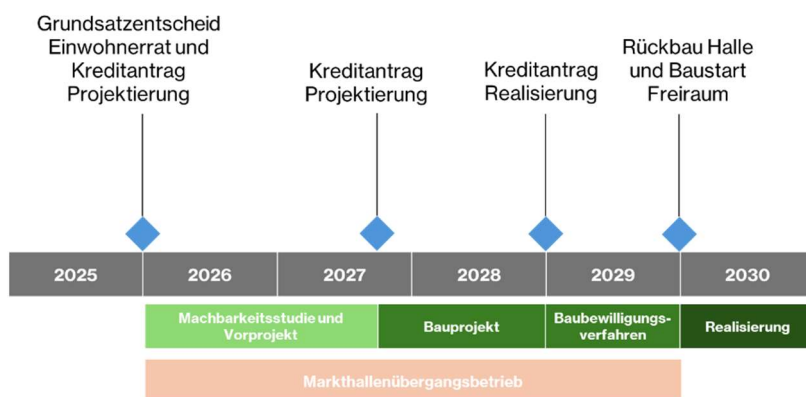 Grundsatzentscheid
Einwohnerrat und
Kreditantrag
Projektierung
Kreditantrag
Projektierung
Kreditantrag
Realisierung
Rückbau Halle
und Baustart
Freiraum
2025
2026
2027
2028
2029
2030
Machbarkeitsstudie und
Vorprojekt
Bauprojekt
Baubewilligungs-
verfahren
Realisierung
Markthallenübergangsbetrieb